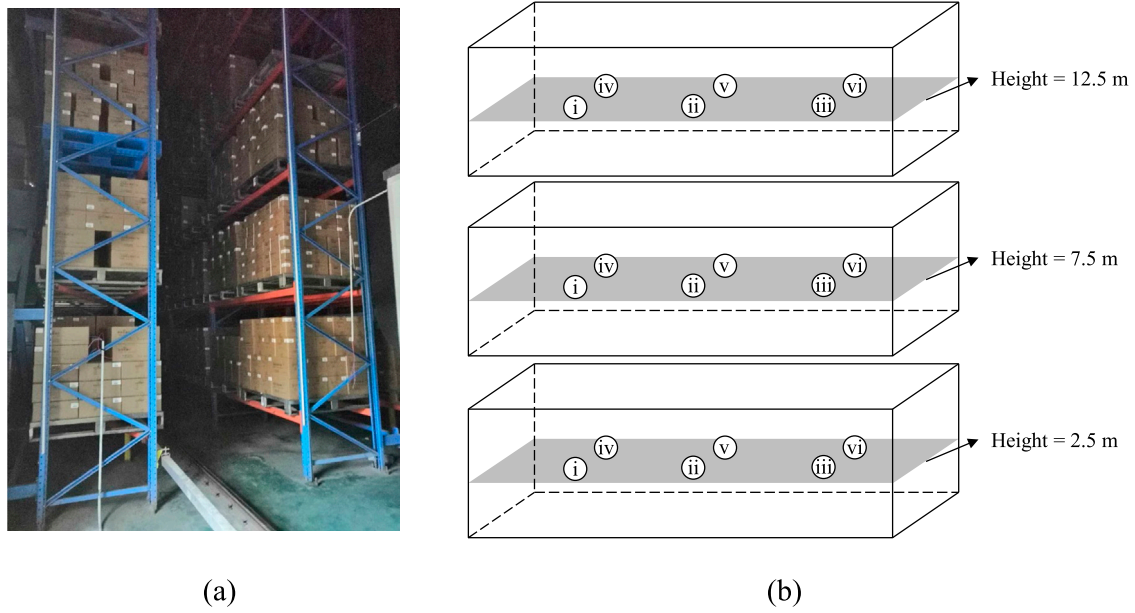 iv v vi
i ii iii
Height = 12.5 m
iv v vi
i ii iii
Height = 7.5 m
iv v vi
i ii iii
Height = 2.5 m
(a) (b)